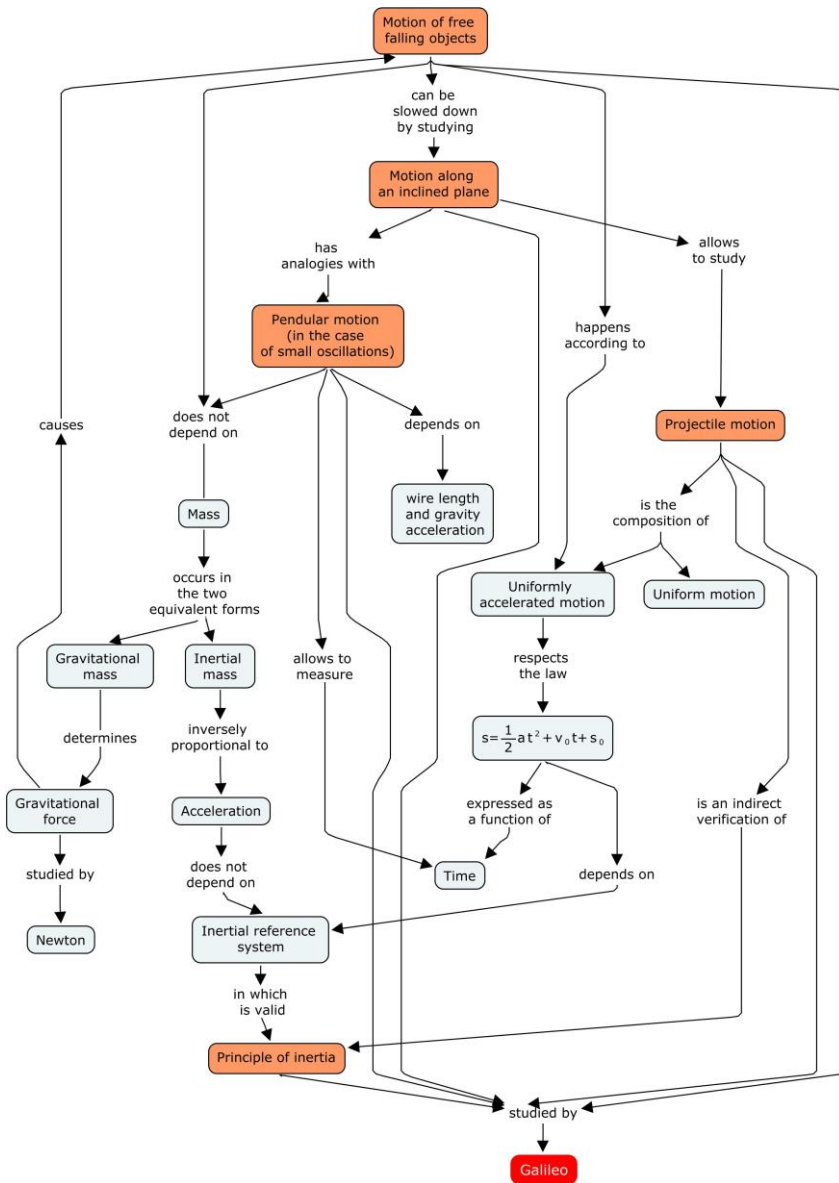 Motion of free
falling objects
can be
slowed down
by studying
Motion along
an inclined plane
has
analogies with
allows
to study
Pendular motion
(in the case
of small oscillations)
happens
according to
causes
does not
depend on
depends on
Projectile motion
wire length
and gravity
acceleration
Mass
is the
composition of
occurs in
the two
equivalent forms
Uniformly
accelerated motion
Uniform motion
Gravitational
mass
Inertial
mass
allows to
measure
respects
the law
determines
inversely
proportional to
s=1/2 at²+v₀t+s₀
Gravitational
force
Acceleration
expressed as
a function of
is an indirect
verification of
studied by
does not
depend on
Time
depends on
Newton
Inertial reference
system
in which
is valid
Principle of inertia
studied by
Galileo